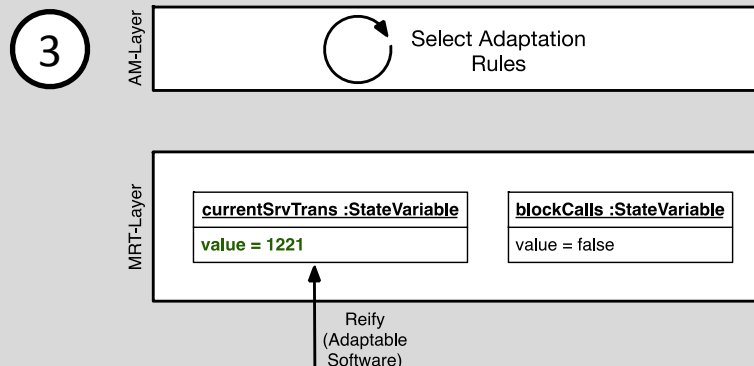 3
AM-Layer
Select Adaptation
Rules
MRT-Layer
currentSrvTrans :StateVariable
value = 1221
blockCalls :StateVariable
value = false
Reify
(Adaptable
Software)